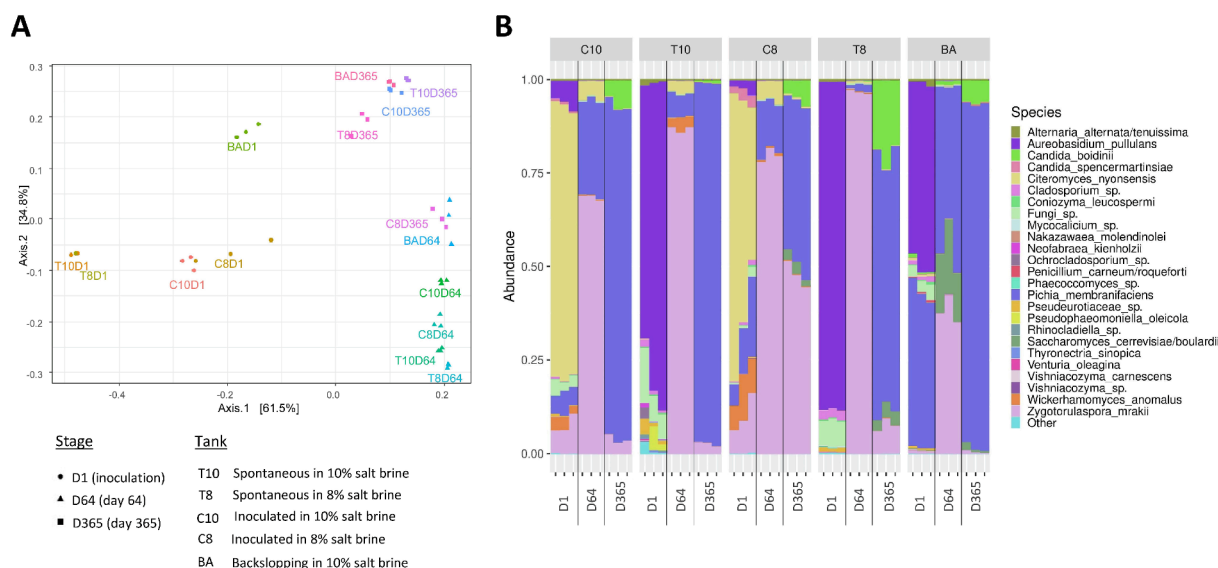 A
0.3
0.2
0.1
0.0
-0.1
-0.2
-0.3
Axis.2 [34.8%]
BAD365
T10D365
C10D365
T8D365
BAD1
C8D365
BAD64
T10D1
T8D1
C8D1
C10D1
C10D64
C8D64
T10D64
T8D64
-0.4
-0.2
0.0
0.2
Axis.1 [61.5%]
Stage
D1 (inoculation)
D64 (day 64)
D365 (day 365)
Tank
T10 Spontaneous in 10% salt brine
T8 Spontaneous in 8% salt brine
C10 Inoculated in 10% salt brine
C8 Inoculated in 8% salt brine
BA Backslopping in 10% salt brine
B
C10 T10 C8 T8 BA
1.00
0.75
0.50
0.25
0.00
Abundance
D1 D64 D365 D1 D64 D365 D1 D64 D365 D1 D64 D365 D1 D64 D365
Species
Alternaria_alternata/tenuissima
Aureobasidium_pullulans
Candida_boidinii
Candida_spencermartinsiae
Citeromyces_nyonsensis
Cladosporium_sp.
Coniozyma_leucospermi
Fungi_sp.
Mycocalicium_sp.
Nakazawaea_molendinolei
Neofabraea_kienholzii
Ochrocladosporium_sp.
Penicillium_carneum/roqueforti
Phaeococcomyces_sp.
Pichia_membranifaciens
Pseudeurotiaceae_sp.
Pseudophaeomoniella_oleicola
Rhinocladiella_sp.
Saccharomyces_cerrevisiae/boulardii
Thyronectria_sinopica
Venturia_oleagina
Vishniacozyma_carnescens
Vishniacozyma_sp.
Wickerhamomyces_anomalus
Zygotorulaspora_mrakii
Other